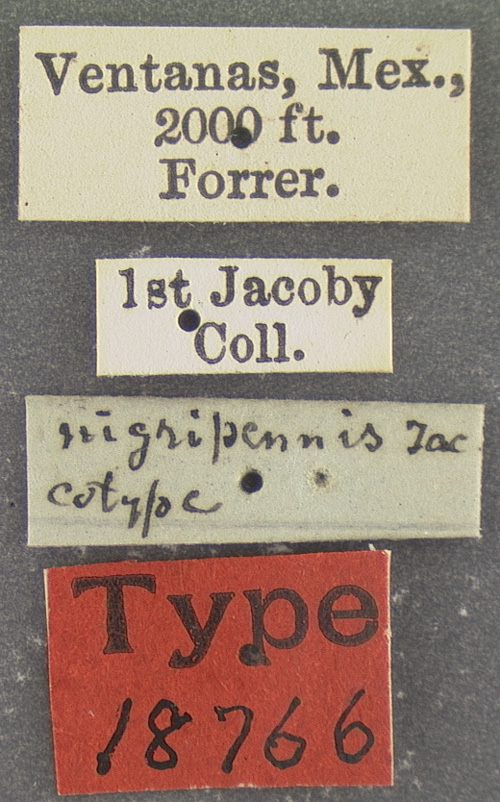 Ventanas, Mex.,
2000 ft.
Forrer.
1st Jacoby
Coll.
nigripennis Jac
cotype
Type
18766